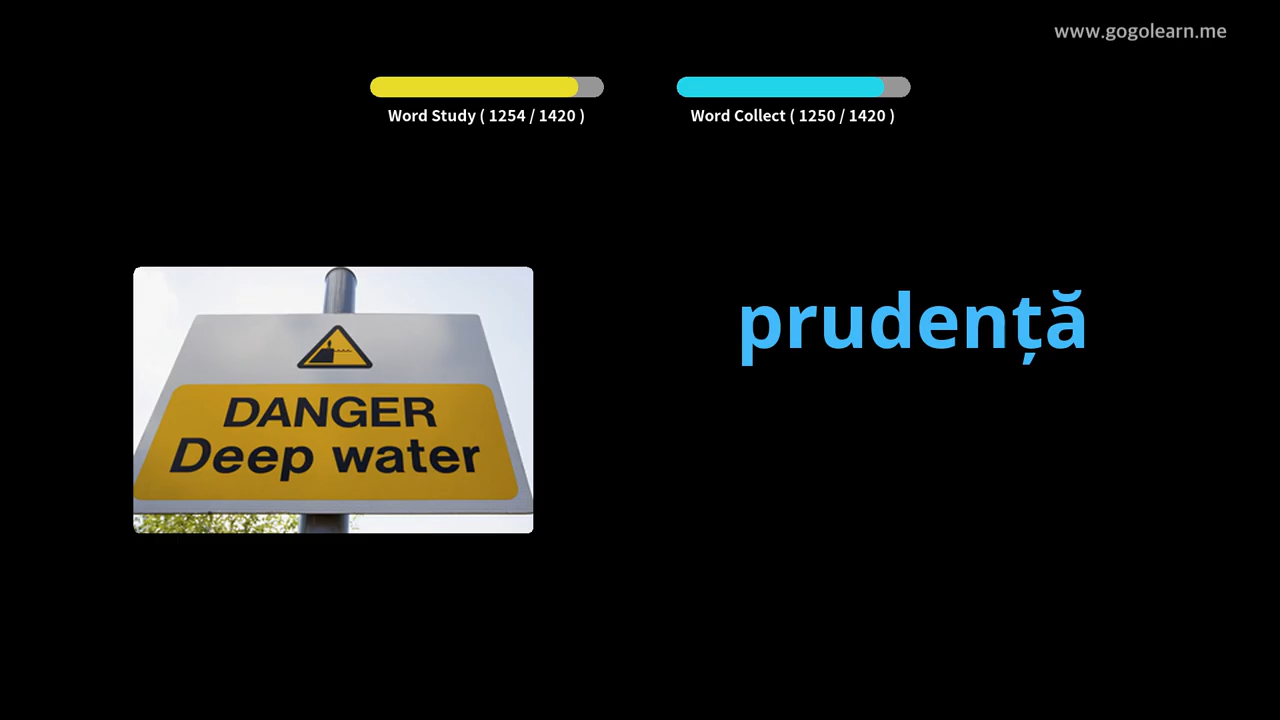 www.gogolearn.me
Word Study ( 1254 / 1420 )
Word Collect ( 1250 / 1420 )
prudență
DANGER
Deep water